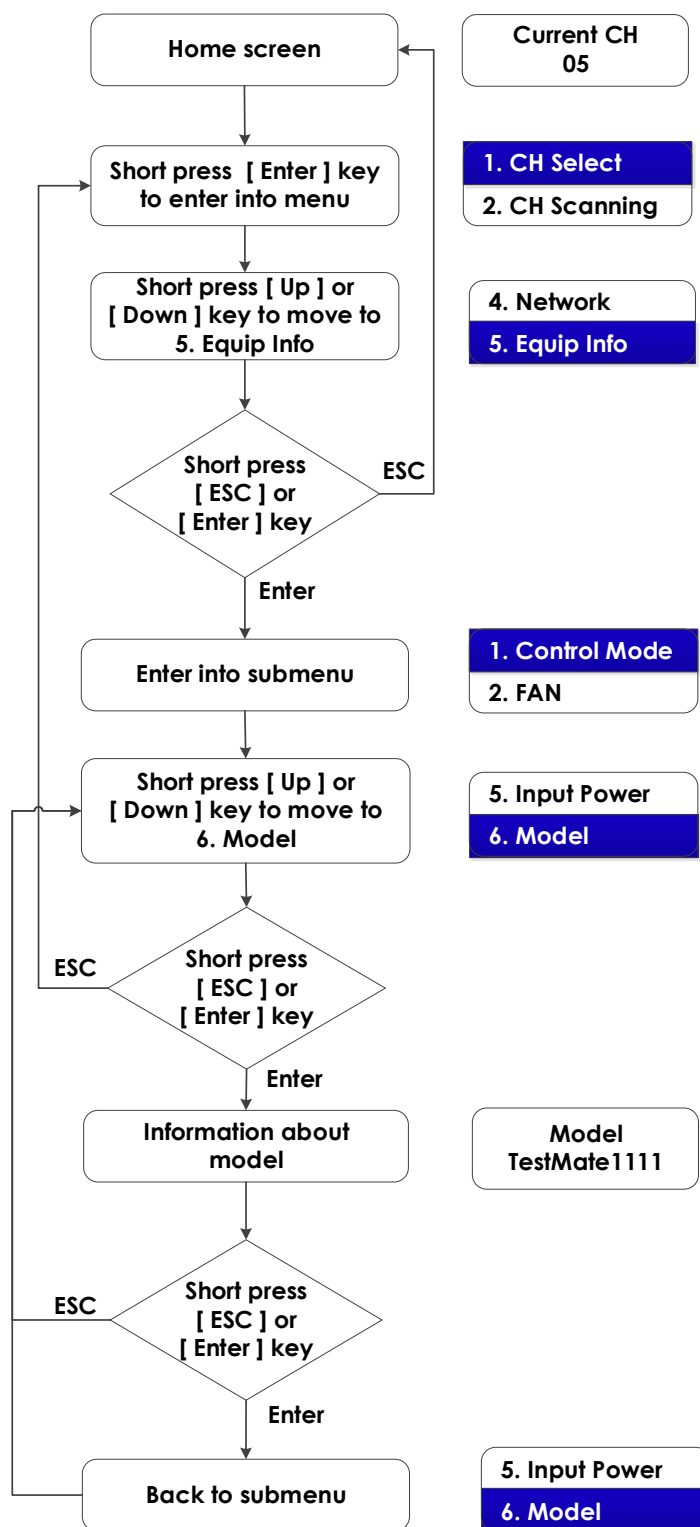 Home screen
Current CH
05
Short press [ Enter ] key
to enter into menu
1. CH Select
2. CH Scanning
Short press [ Up ] or
[ Down ] key to move to
5. Equip Info
4. Network
5. Equip Info
Short press
[ ESC ] or
[ Enter ] key
ESC
Enter
Enter into submenu
1. Control Mode
2. FAN
Short press [ Up ] or
[ Down ] key to move to
6. Model
5. Input Power
6. Model
ESC
Short press
[ ESC ] or
[ Enter ] key
Enter
Information about
model
Model
TestMate1111
ESC
Short press
[ ESC ] or
[ Enter ] key
Enter
Back to submenu
5. Input Power
6. Model